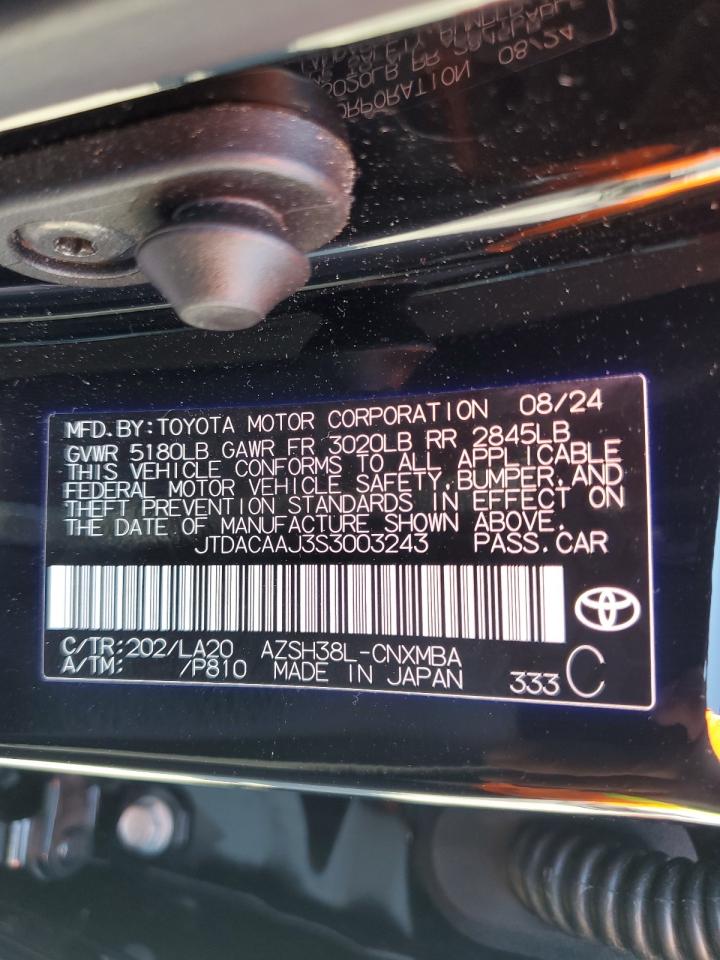 MFD.BY:TOYOTA MOTOR CORPORATION 08/24
GVWR 5180LB GAWR FR 3020LB RR 2845LB
THIS VEHICLE CONFORMS TO ALL APPLICABLE
FEDERAL MOTOR VEHICLE SAFETY,BUMPER,AND
THEFT PREVENTION STANDARDS IN EFFECT ON
THE DATE OF MANUFACTURE SHOWN ABOVE.
JTDACAAJ3S3003243 PASS.CAR
C/TR:202/LA20 AZSH38L-CNXMBA
A/TM: /P810 MADE IN JAPAN 333 C